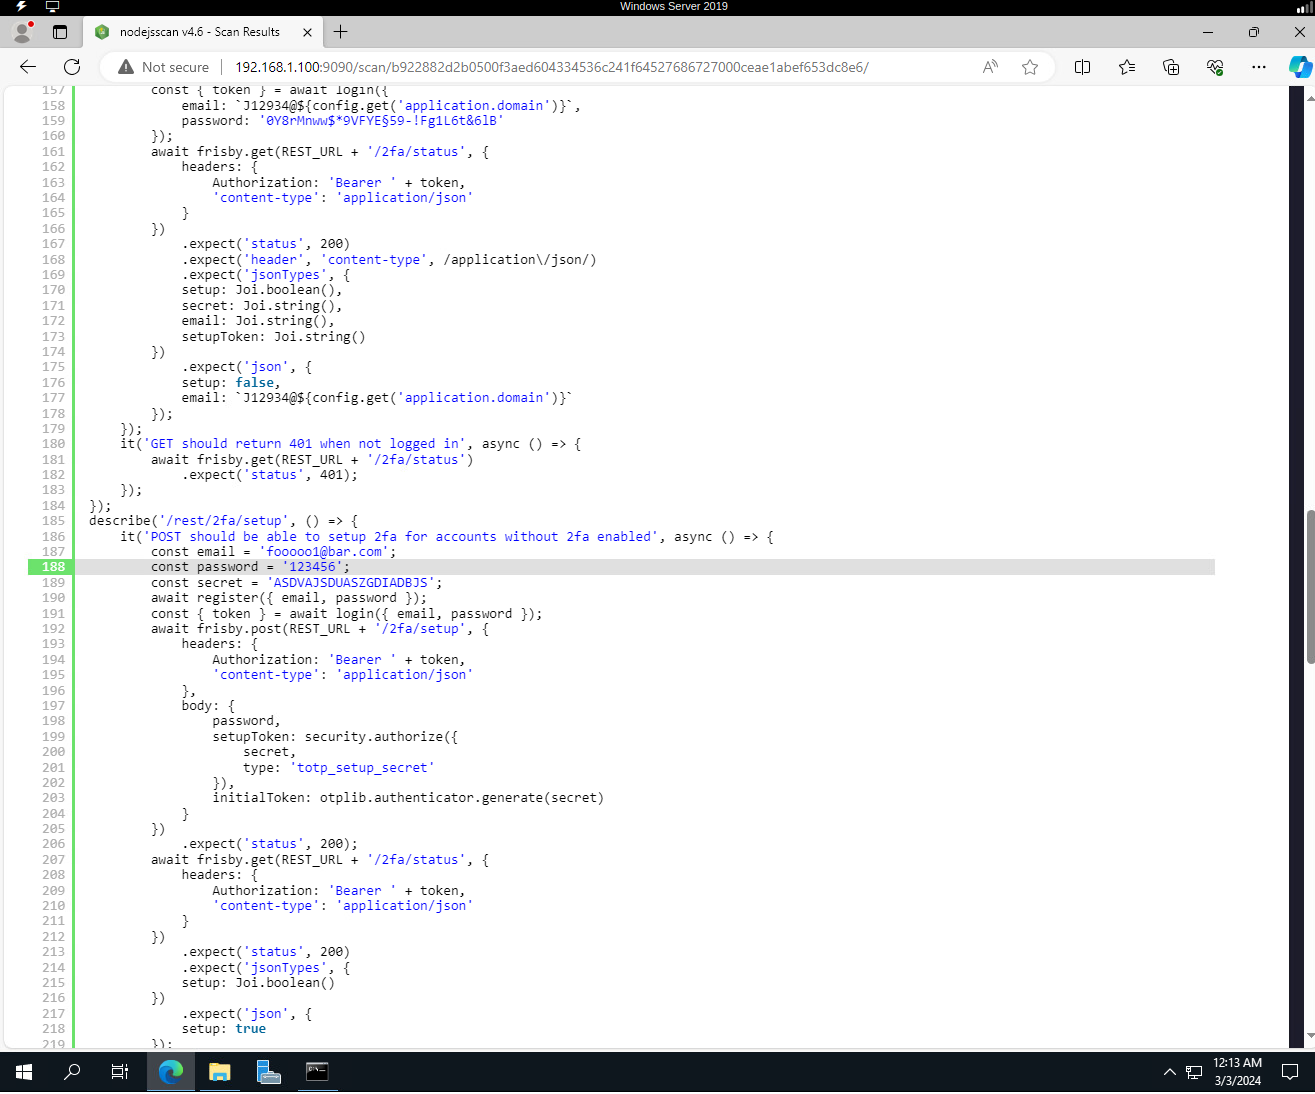 Windows Server 2019
nodejsscan v4.6 - Scan Results
Not secure | 192.168.1.100:9090/scan/b922882d2b0500f3aed604334536c241f64527686727000ceae1abef653dc8e6/
157 const { token } = await login({
158 email: `J12934@${config.get('application.domain')}`,
159 password: '0Y8rMnww$*9VFYE§59-!Fg1L6t&6lB'
160 });
161 await frisby.get(REST_URL + '/2fa/status', {
162 headers: {
163 Authorization: 'Bearer ' + token,
164 'content-type': 'application/json'
165 }
166 })
167 .expect('status', 200)
168 .expect('header', 'content-type', /application\/json/)
169 .expect('jsonTypes', {
170 setup: Joi.boolean(),
171 secret: Joi.string(),
172 email: Joi.string(),
173 setupToken: Joi.string()
174 })
175 .expect('json', {
176 setup: false,
177 email: `J12934@${config.get('application.domain')}`
178 });
179 });
180 it('GET should return 401 when not logged in', async () => {
181 await frisby.get(REST_URL + '/2fa/status')
182 .expect('status', 401);
183 });
184 });
185 describe('/rest/2fa/setup', () => {
186 it('POST should be able to setup 2fa for accounts without 2fa enabled', async () => {
187 const email = 'fooooo1@bar.com';
188 const password = '123456';
189 const secret = 'ASDVAJSDUASZGDIADBJS';
190 await register({ email, password });
191 const { token } = await login({ email, password });
192 await frisby.post(REST_URL + '/2fa/setup', {
193 headers: {
194 Authorization: 'Bearer ' + token,
195 'content-type': 'application/json'
196 },
197 body: {
198 password,
199 setupToken: security.authorize({
200 secret,
201 type: 'totp_setup_secret'
202 }),
203 initialToken: otplib.authenticator.generate(secret)
204 }
205 })
206 .expect('status', 200);
207 await frisby.get(REST_URL + '/2fa/status', {
208 headers: {
209 Authorization: 'Bearer ' + token,
210 'content-type': 'application/json'
211 }
212 })
213 .expect('status', 200)
214 .expect('jsonTypes', {
215 setup: Joi.boolean()
216 })
217 .expect('json', {
218 setup: true
219 });
12:13 AM
3/3/2024